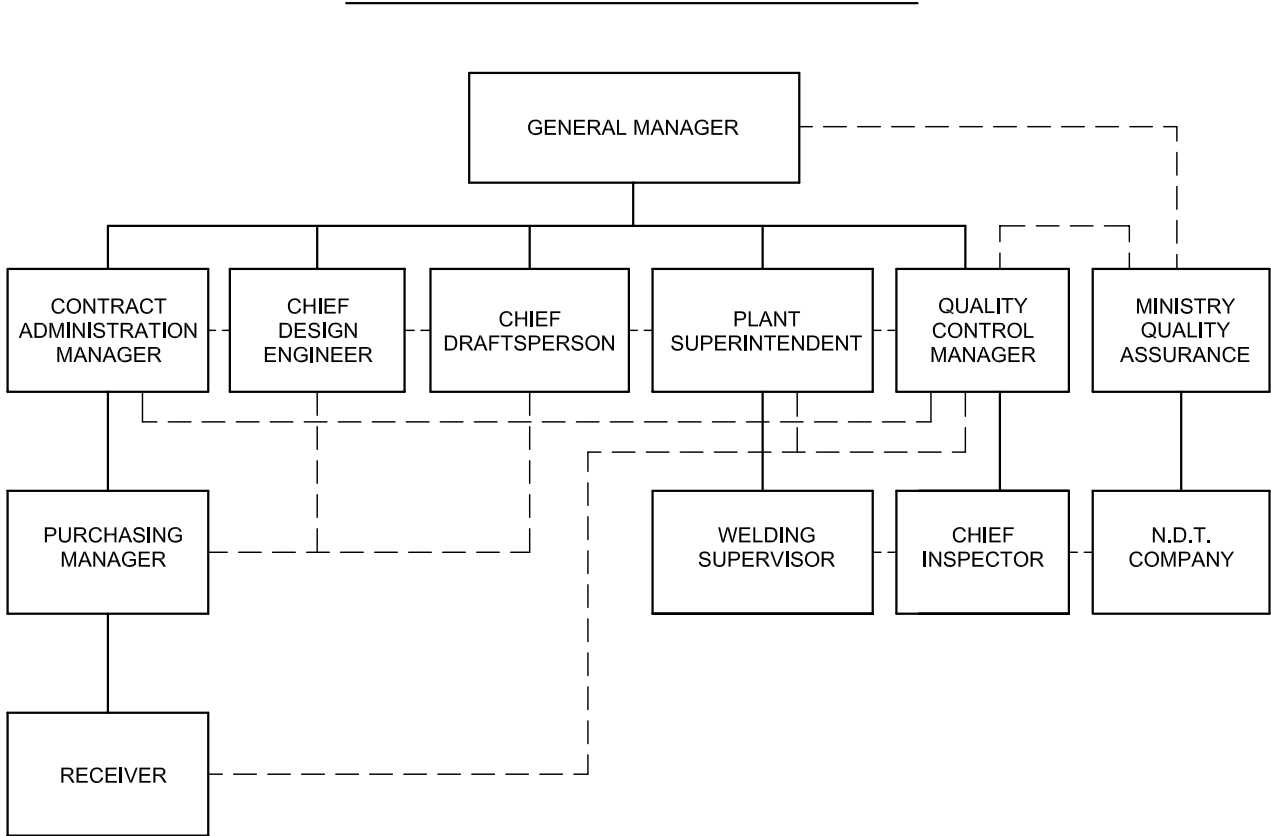 GENERAL MANAGER
CONTRACT
ADMINISTRATION
MANAGER
CHIEF
DESIGN
ENGINEER
CHIEF
DRAFTSPERSON
PLANT
SUPERINTENDENT
QUALITY
CONTROL
MANAGER
MINISTRY
QUALITY
ASSURANCE
PURCHASING
MANAGER
WELDING
SUPERVISOR
CHIEF
INSPECTOR
N.D.T.
COMPANY
RECEIVER